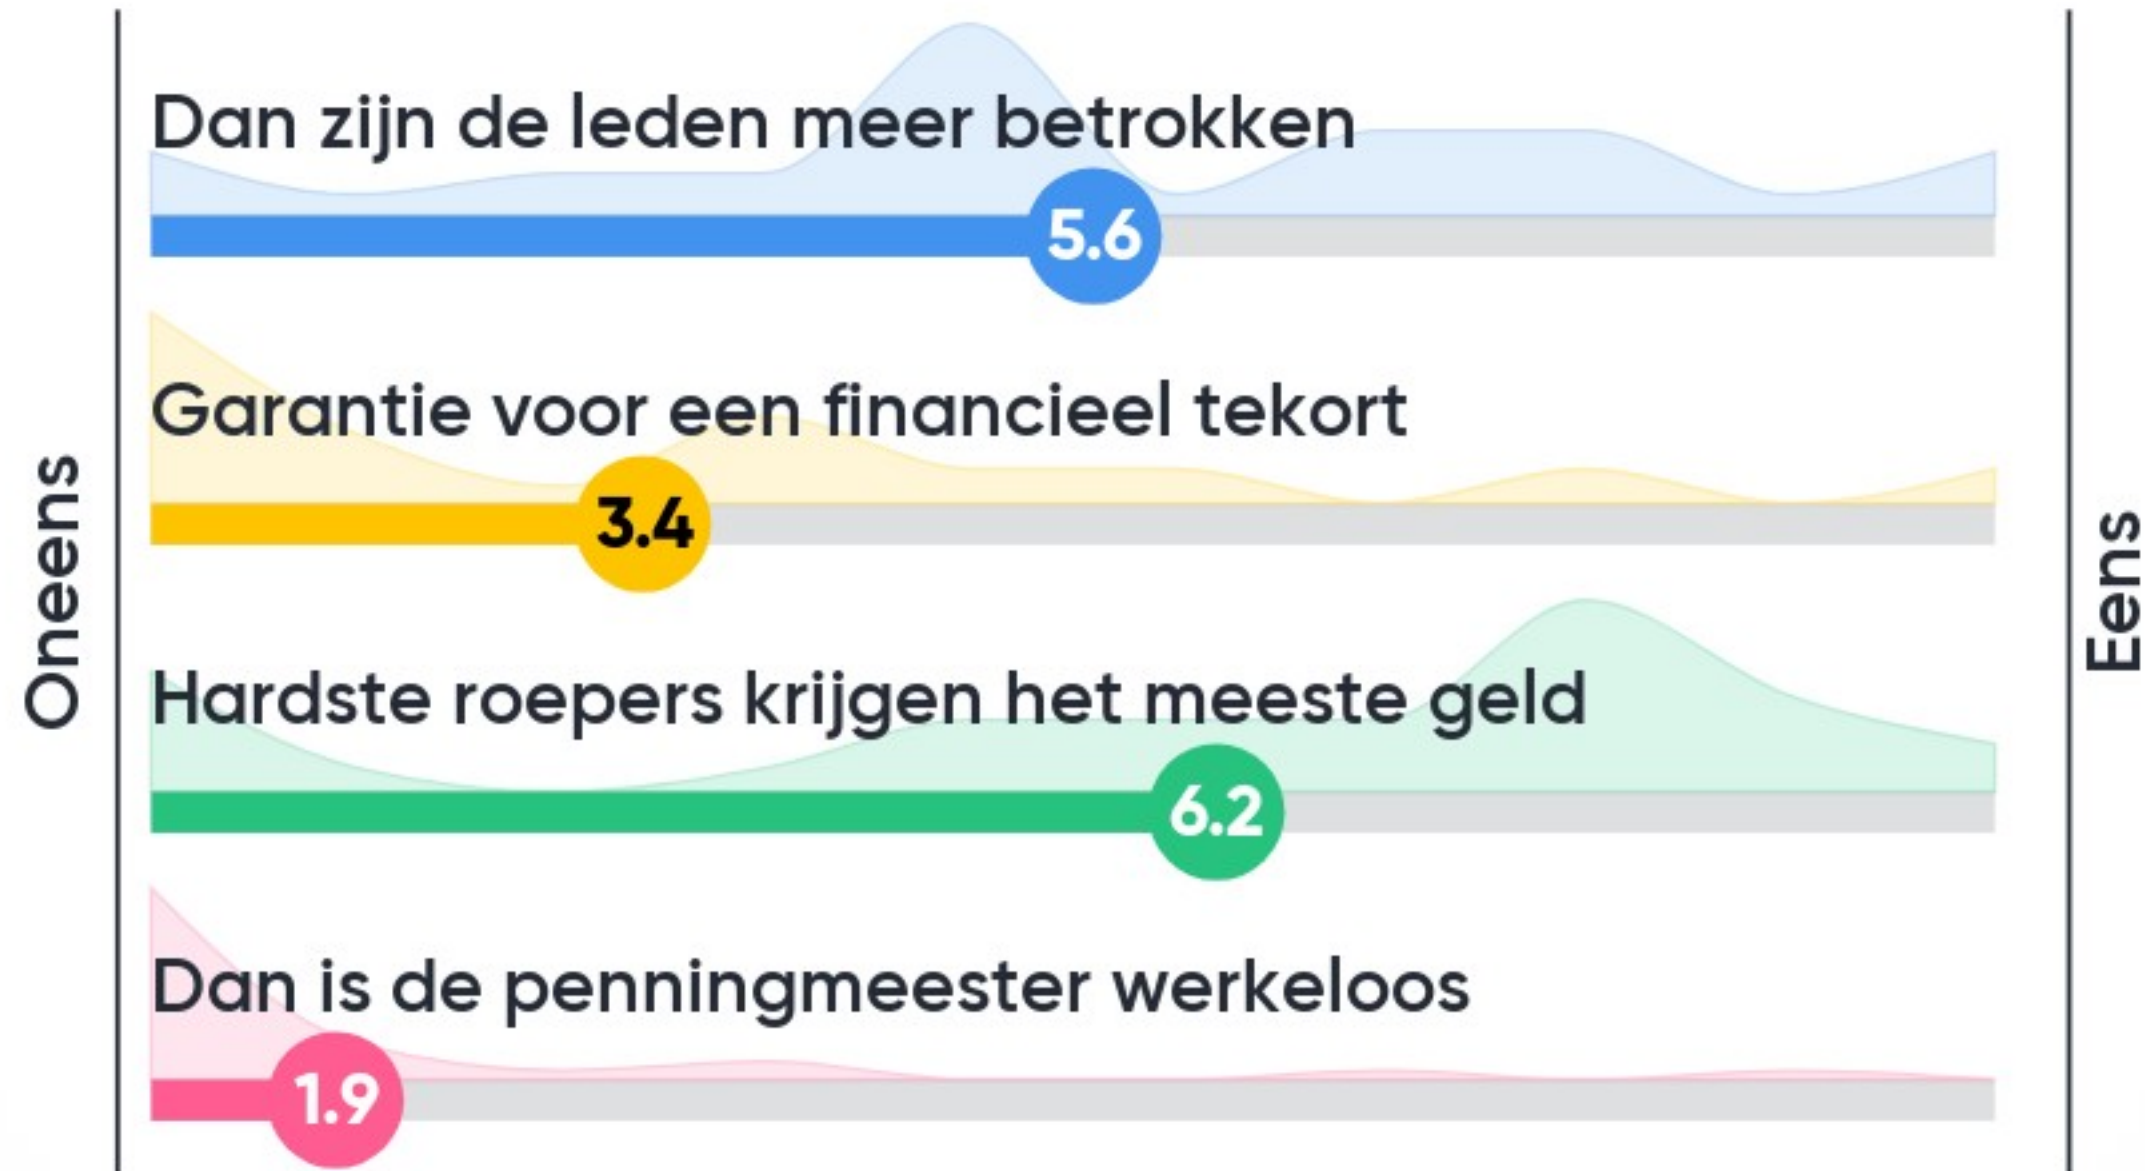 Dan zijn de leden meer betrokken
5.6
Garantie voor een financieel tekort
3.4
Oneens
Eens
Hardste roepers krijgen het meeste geld
6.2
Dan is de penningmeester werkeloos
1.9